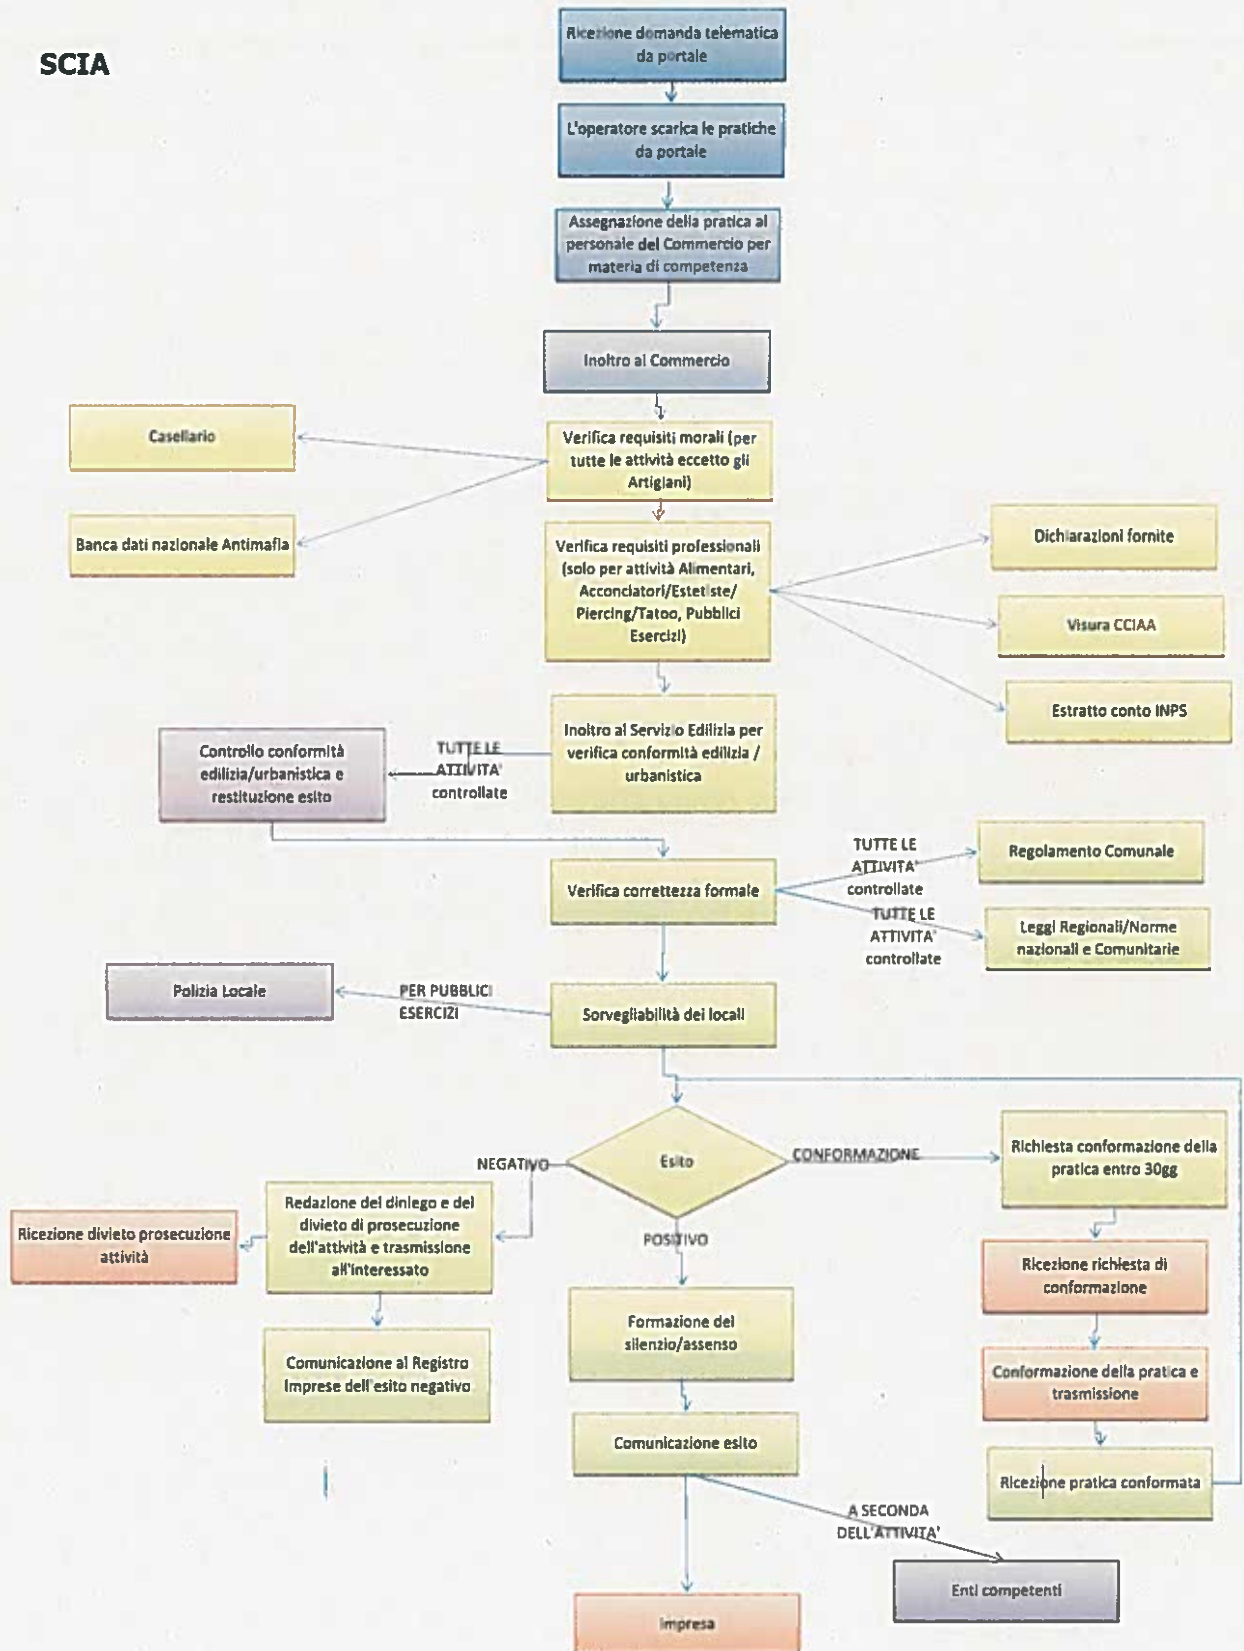 SCIA
Ricezione domanda telematica
da portale
L'operatore scarica le pratiche
da portale
Assegnazione della pratica al
personale del Commercio per
materia di competenza
Inoltro al Commercio
Casellario
Verifica requisiti morali (per
tutte le attività eccetto gli
Artigiani)
Banca dati nazionale Antimafia
Verifica requisiti professionali
(solo per attività Alimentari,
Acconciatori/Estetiste/
Piercing/Tatoo, Pubblici
Esercizi)
Dichiarazioni fornite
Visura CCIAA
Estratto conto INPS
Inoltro al Servizio Edilizia per
verifica conformità edilizia /
urbanistica
TUTTE LE
ATTIVITA'
controllate
Controllo conformità
edilizia/urbanistica e
restituzione esito
Verifica correttezza formale
TUTTE LE
ATTIVITA'
controllate
Regolamento Comunale
TUTTE LE
ATTIVITA'
controllate
Leggi Regionali/Norme
nazionali e Comunitarie
Polizia Locale
PER PUBBLICI
ESERCIZI
Sorvegliabilità dei locali
Esito
NEGATIVO
CONFORMAZIONE
POSITIVO
Richiesta conformazione della
pratica entro 30gg
Redazione del diniego e del
divieto di prosecuzione
dell'attività e trasmissione
all'interessato
Ricezione divieto prosecuzione
attività
Ricezione richiesta di
conformazione
Formazione del
silenzio/assenso
Comunicazione al Registro
Imprese dell'esito negativo
Conformazione della pratica e
trasmissione
Comunicazione esito
Ricezione pratica conformata
A SECONDA
DELL'ATTIVITA'
Enti competenti
Impresa